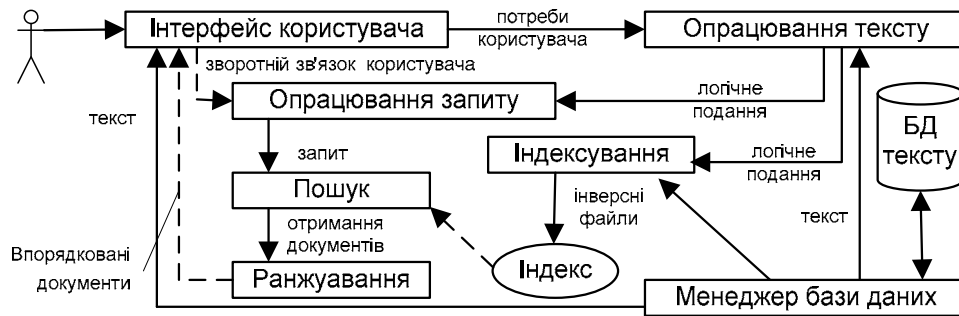 Інтерфейс користувача
потреби
користувача
Опрацювання тексту
зворотній зв'язок користувача
Опрацювання запиту
логічне
подання
текст
БД
тексту
запит
Індексування
логічне
подання
Пошук
інверсні
файли
текст
отримання
документів
Впорядковані
документи
Ранжуавання
Індекс
Менеджер бази даних